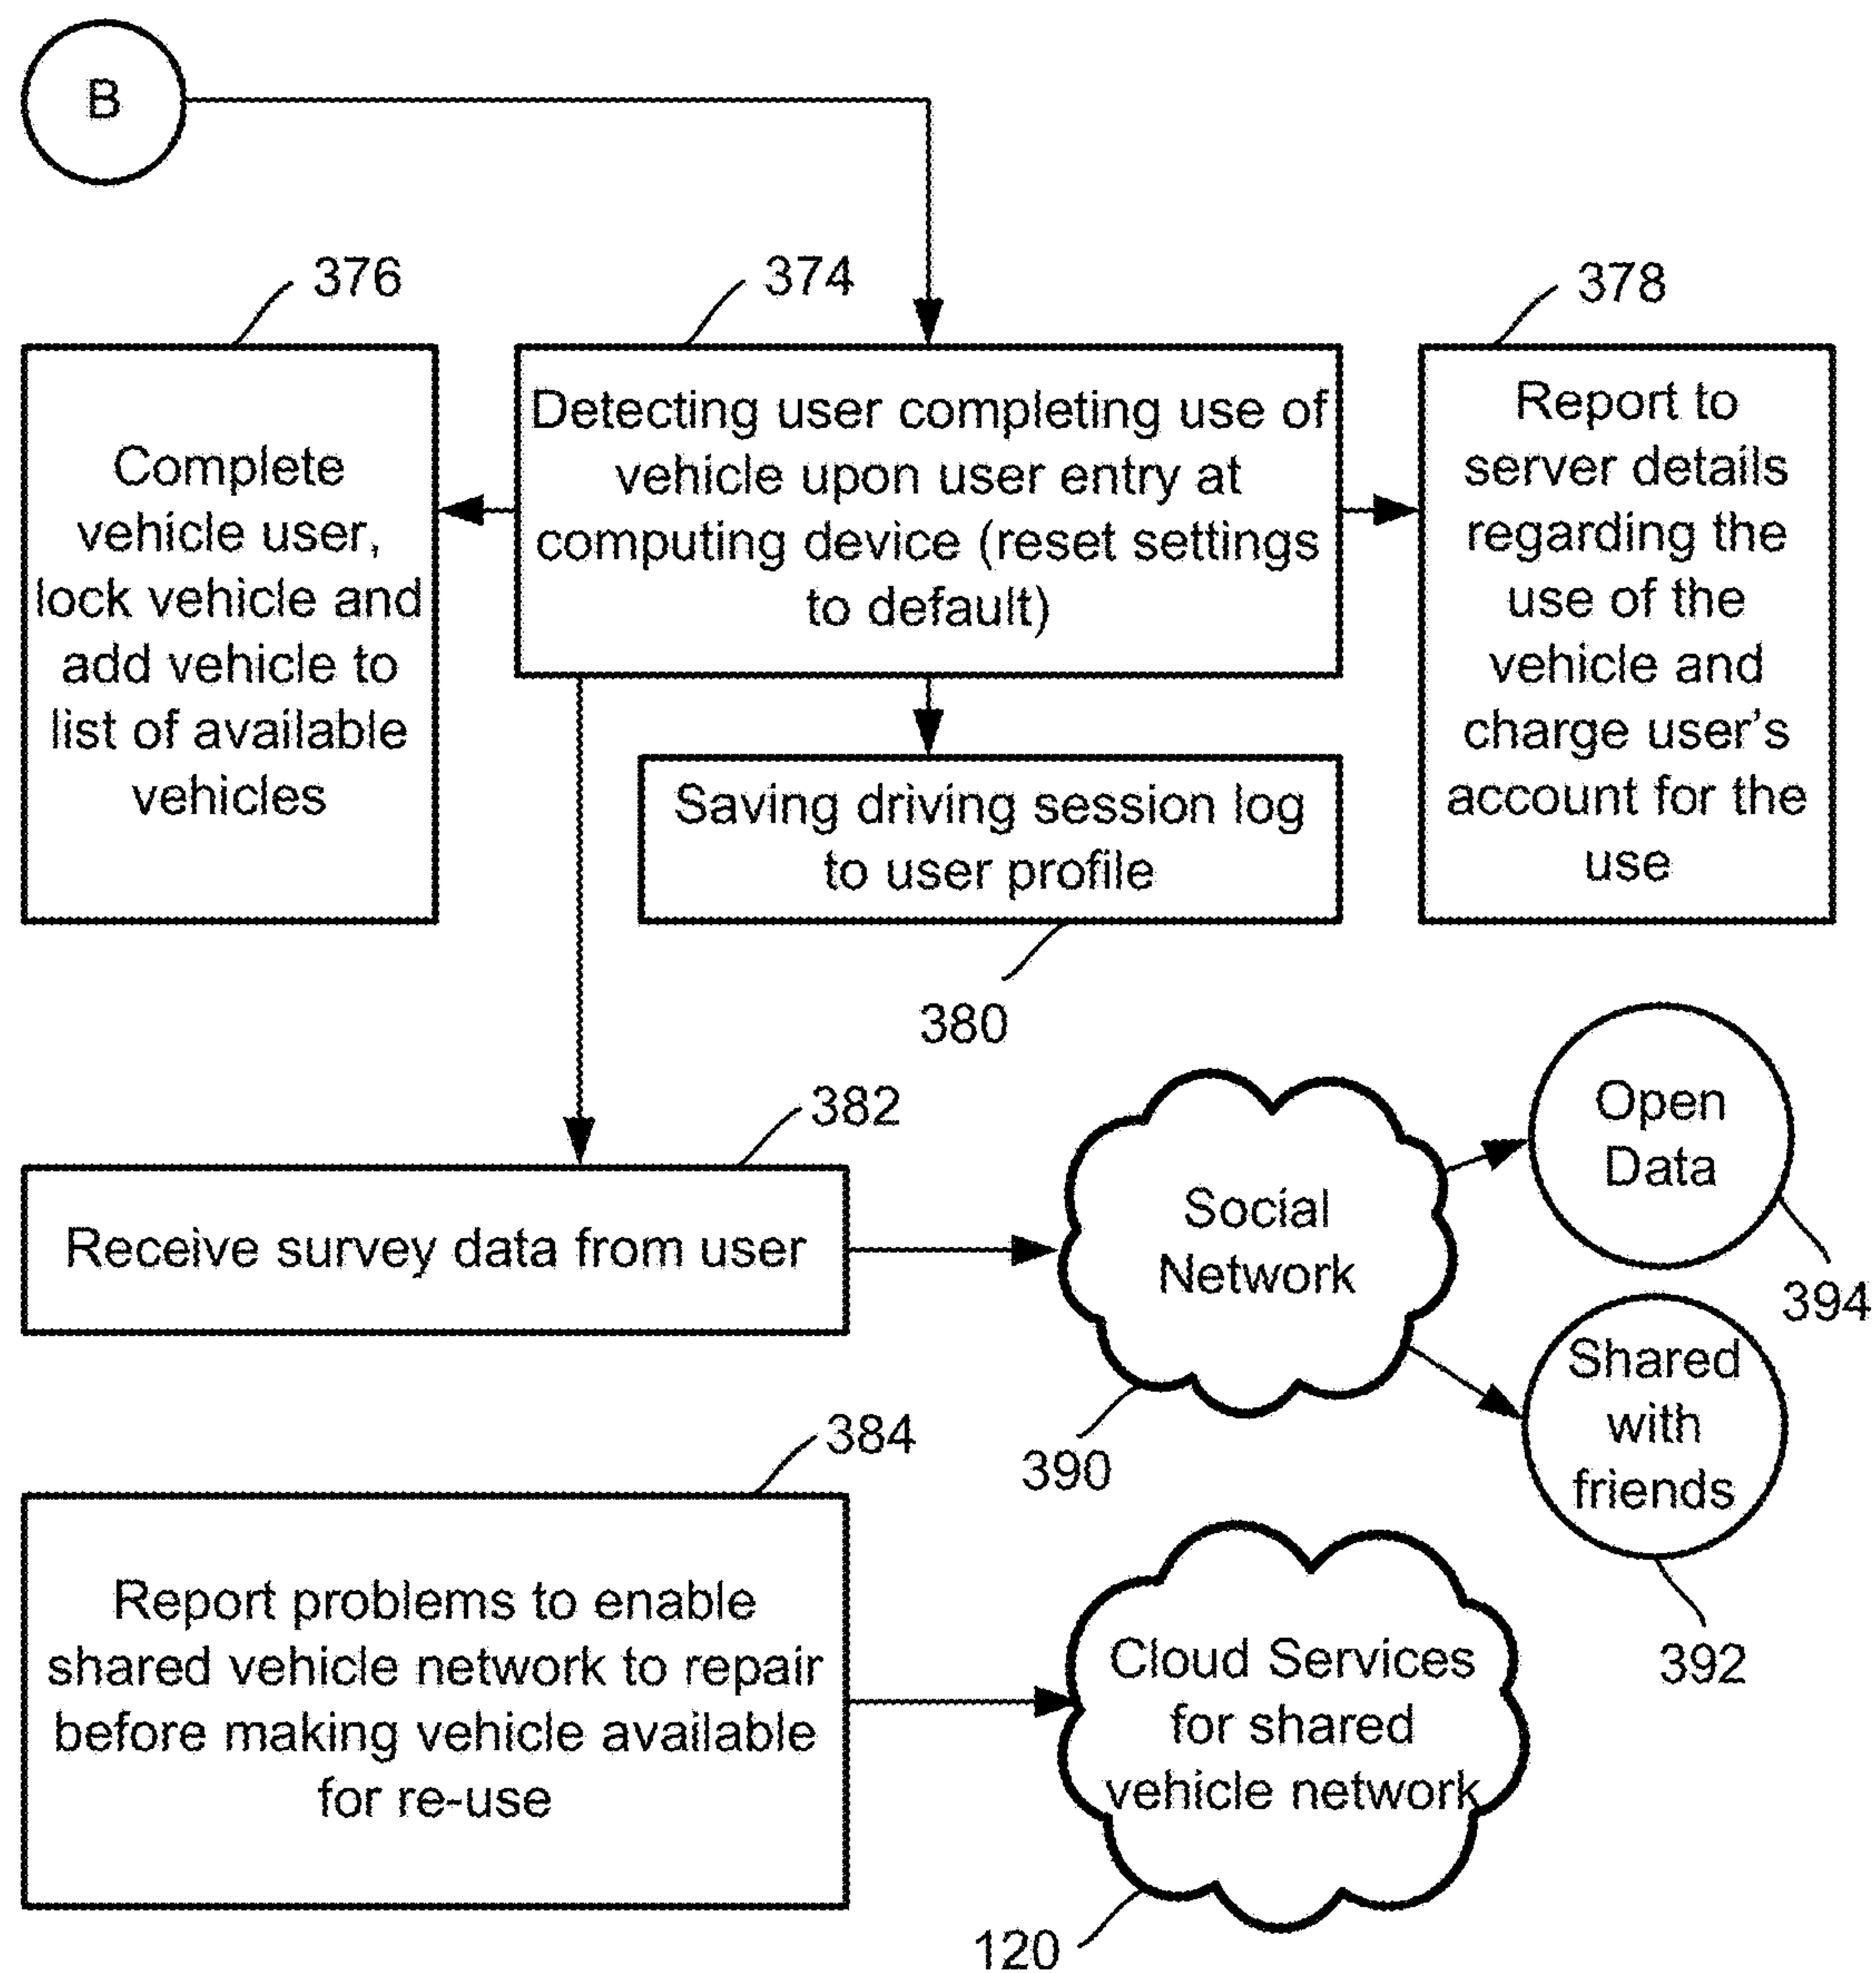 B
376
374
378
Complete
vehicle user,
lock vehicle and
add vehicle to
list of available
vehicles
Detecting user completing use of
vehicle upon user entry at
computing device (reset settings
to default)
Report to
server details
regarding the
use of the
vehicle and
charge user's
account for the
use
Saving driving session log
to user profile
380
382
Receive survey data from user
Social
Network
390
Open
Data
394
Shared
with
friends
392
384
Report problems to enable
shared vehicle network to repair
before making vehicle available
for re-use
Cloud Services
for shared
vehicle network
120